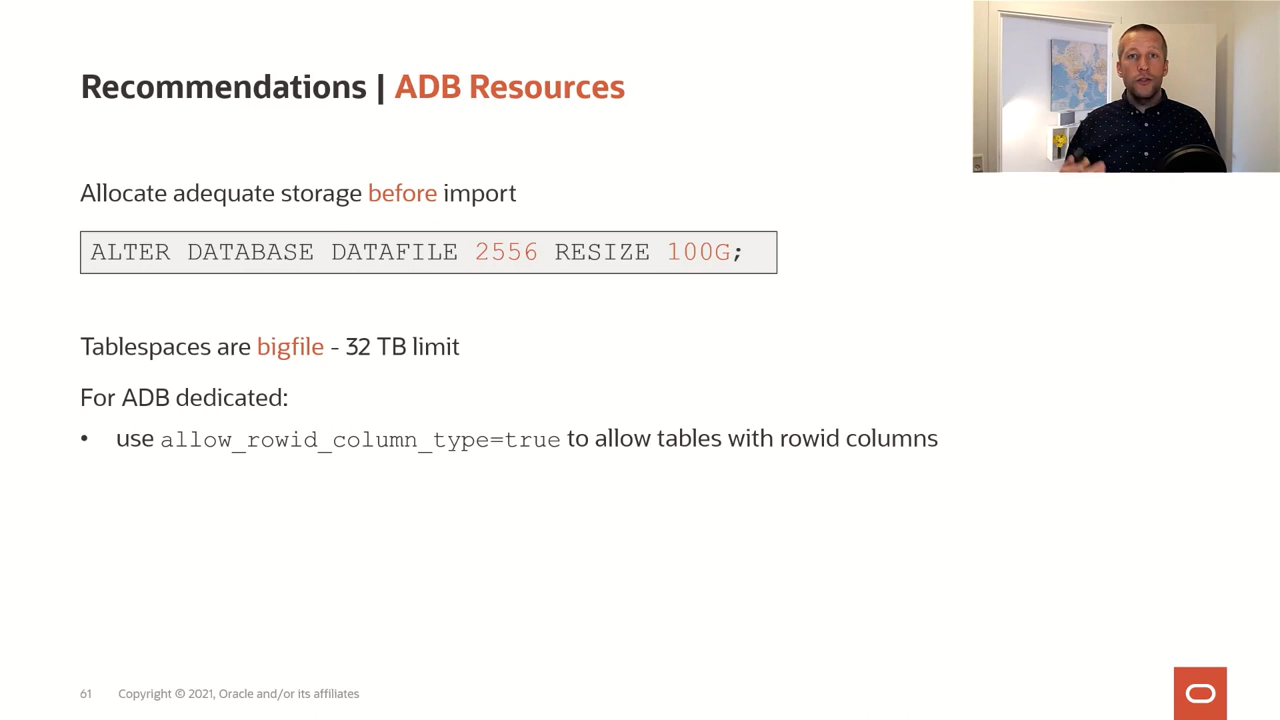 Recommendations | ADB Resources
Allocate adequate storage before import
ALTER DATABASE DATAFILE 2556 RESIZE 100G;
Tablespaces are bigfile - 32 TB limit
For ADB dedicated:
• use allow_rowid_column_type=true to allow tables with rowid columns
61 Copyright © 2021, Oracle and/or its affiliates